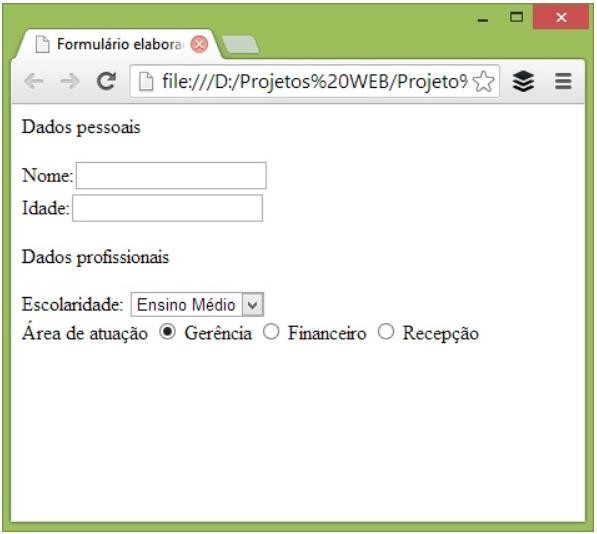 Formulário elabora
file:///D:/Projetos%20WEB/Projeto%
Dados pessoais
Nome:
Idade:
Dados profissionais
Escolaridade: Ensino Médio
Área de atuação Gerência Financeiro Recepção